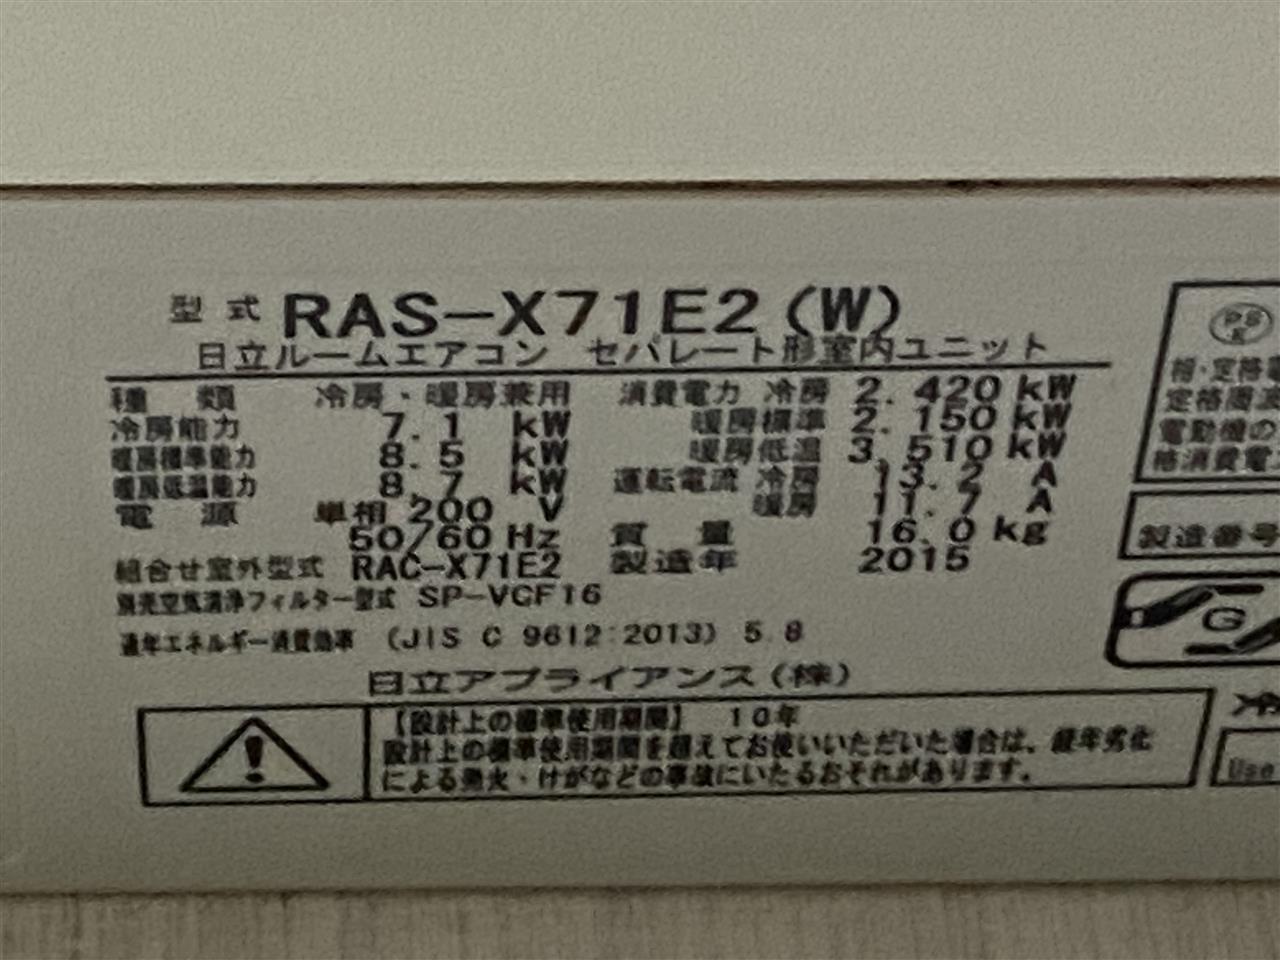 型式 RAS-X71E2 (W)
日立ルームエアコン セパレート形室内ユニット
種類 冷房・暖房兼用
冷房能力 7.1 kW
暖房標準能力 8.5 kW
暖房低温能力 8.7 kW
電源 単相 200 V
50/60 Hz
組合せ室外型式 RAC-X71E2
消費電力 冷房 2.420 kW
暖房標準 2.150 kW
暖房低温 3.510 kW
運転電流 冷房 13.2 A
暖房 11.7 A
質量 16.0 kg
製造年 2015
別売空気清浄フィルター型式 SP-VCF16
通年エネルギー消費効率 (JIS C 9612:2013) 5.8
日立アプライアンス(株)
【設計上の標準使用期間】 10年
設計上の標準使用期間を超えてお使いいただいた場合は、経年劣化
による発火・けがなどの事故にいたるおそれがあります。
PS
E
相・定格電
定格周波
電動機の
格消費電
製造番号
G
Use